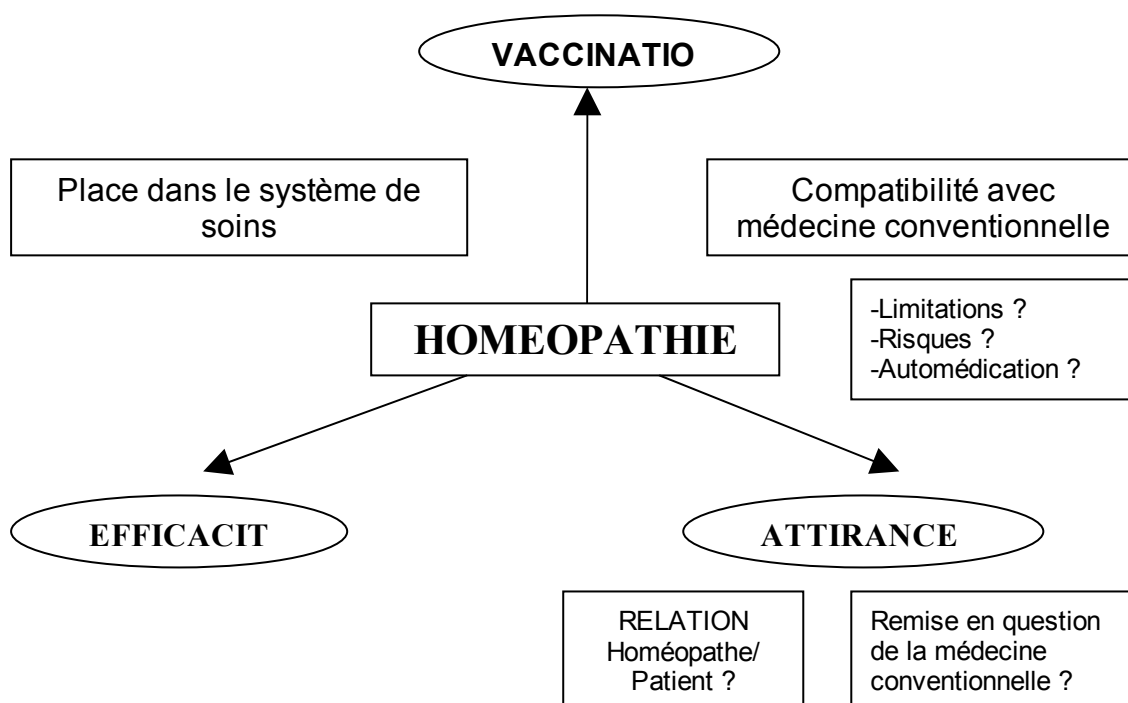 VACCINATIO
Place dans le système de
soins
Compatibilité avec
médecine conventionnelle
HOMEOPATHIE
-Limitations ?
-Risques ?
-Automédication ?
EFFICACIT
ATTIRANCE
RELATION
Homéopathe/
Patient ?
Remise en question
de la médecine
conventionnelle ?